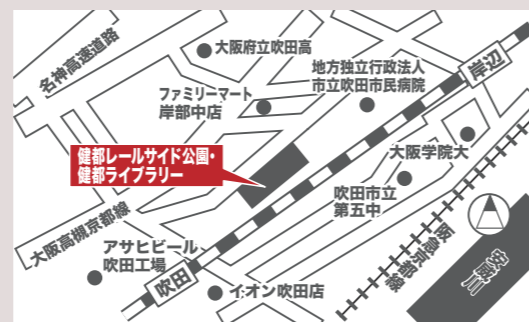 名神高速道路
大阪府立吹田高
地方独立行政法人
市立吹田市民病院
岸辺
ファミリーマート
岸部中店
大阪学院大
健都レールサイド公園・
健都ライブラリー
吹田市立
第五中
大阪高槻京都線
阪急京都線
安威川
アサヒビール
吹田工場
吹田
イオン吹田店